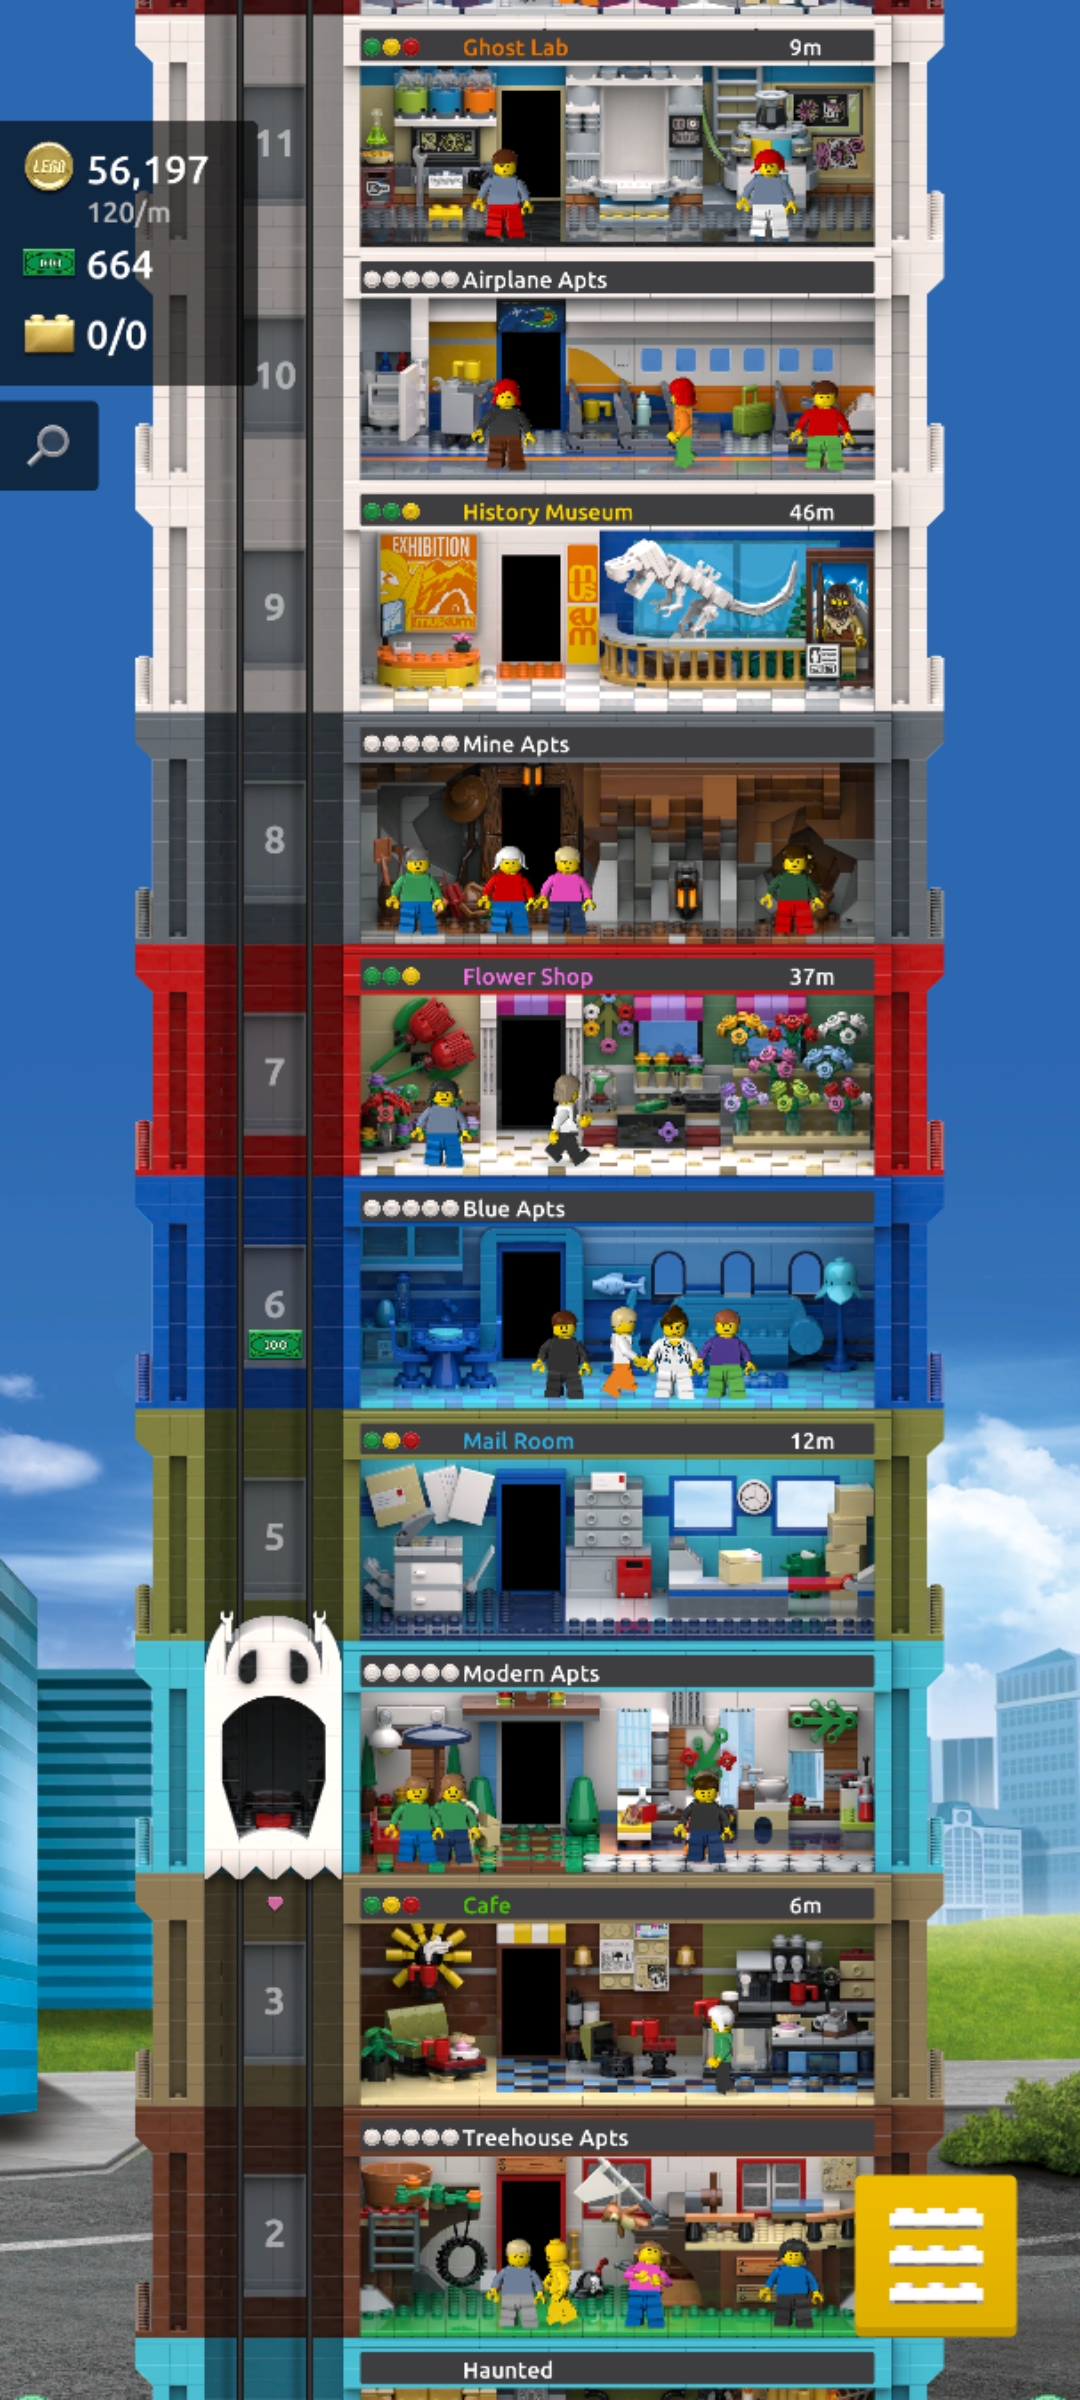 Ghost Lab 9m
11
LEGO 56,197
120/m
664
0/0
Airplane Apts
10
History Museum 46m
EXHIBITION
museum
mus
eum
9
Mine Apts
8
Flower Shop 37m
7
Blue Apts
6
100
Mail Room 12m
5
Modern Apts
Cafe 6m
3
Treehouse Apts
2
Haunted